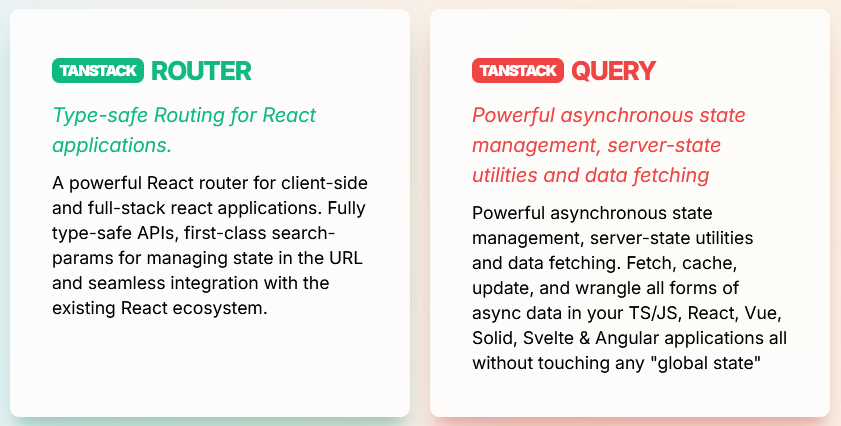 TANSTACK ROUTER
Type-safe Routing for React
applications.
A powerful React router for client-side
and full-stack react applications. Fully
type-safe APIs, first-class search-
params for managing state in the URL
and seamless integration with the
existing React ecosystem.
TANSTACK QUERY
Powerful asynchronous state
management, server-state
utilities and data fetching
Powerful asynchronous state
management, server-state utilities
and data fetching. Fetch, cache,
update, and wrangle all forms of
async data in your TS/JS, React, Vue,
Solid, Svelte & Angular applications all
without touching any "global state"